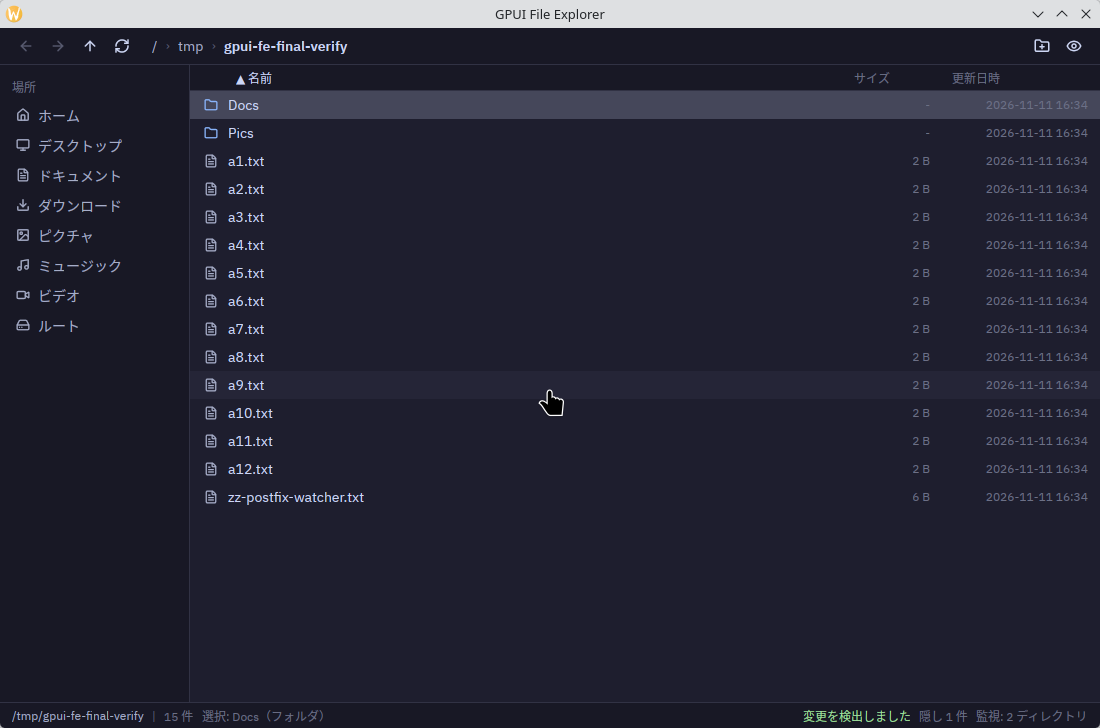 W
GPUI File Explorer
/ › tmp › gpui-fe-final-verify
場所
ホーム
デスクトップ
ドキュメント
ダウンロード
ピクチャ
ミュージック
ビデオ
ルート
▲名前 サイズ 更新日時
Docs - 2026-11-11 16:34
Pics - 2026-11-11 16:34
a1.txt 2 B 2026-11-11 16:34
a2.txt 2 B 2026-11-11 16:34
a3.txt 2 B 2026-11-11 16:34
a4.txt 2 B 2026-11-11 16:34
a5.txt 2 B 2026-11-11 16:34
a6.txt 2 B 2026-11-11 16:34
a7.txt 2 B 2026-11-11 16:34
a8.txt 2 B 2026-11-11 16:34
a9.txt 2 B 2026-11-11 16:34
a10.txt 2 B 2026-11-11 16:34
a11.txt 2 B 2026-11-11 16:34
a12.txt 2 B 2026-11-11 16:34
zz-postfix-watcher.txt 6 B 2026-11-11 16:34
/tmp/gpui-fe-final-verify | 15 件 選択: Docs（フォルダ） 変更を検出しました 隠し 1 件 監視: 2 ディレクトリ